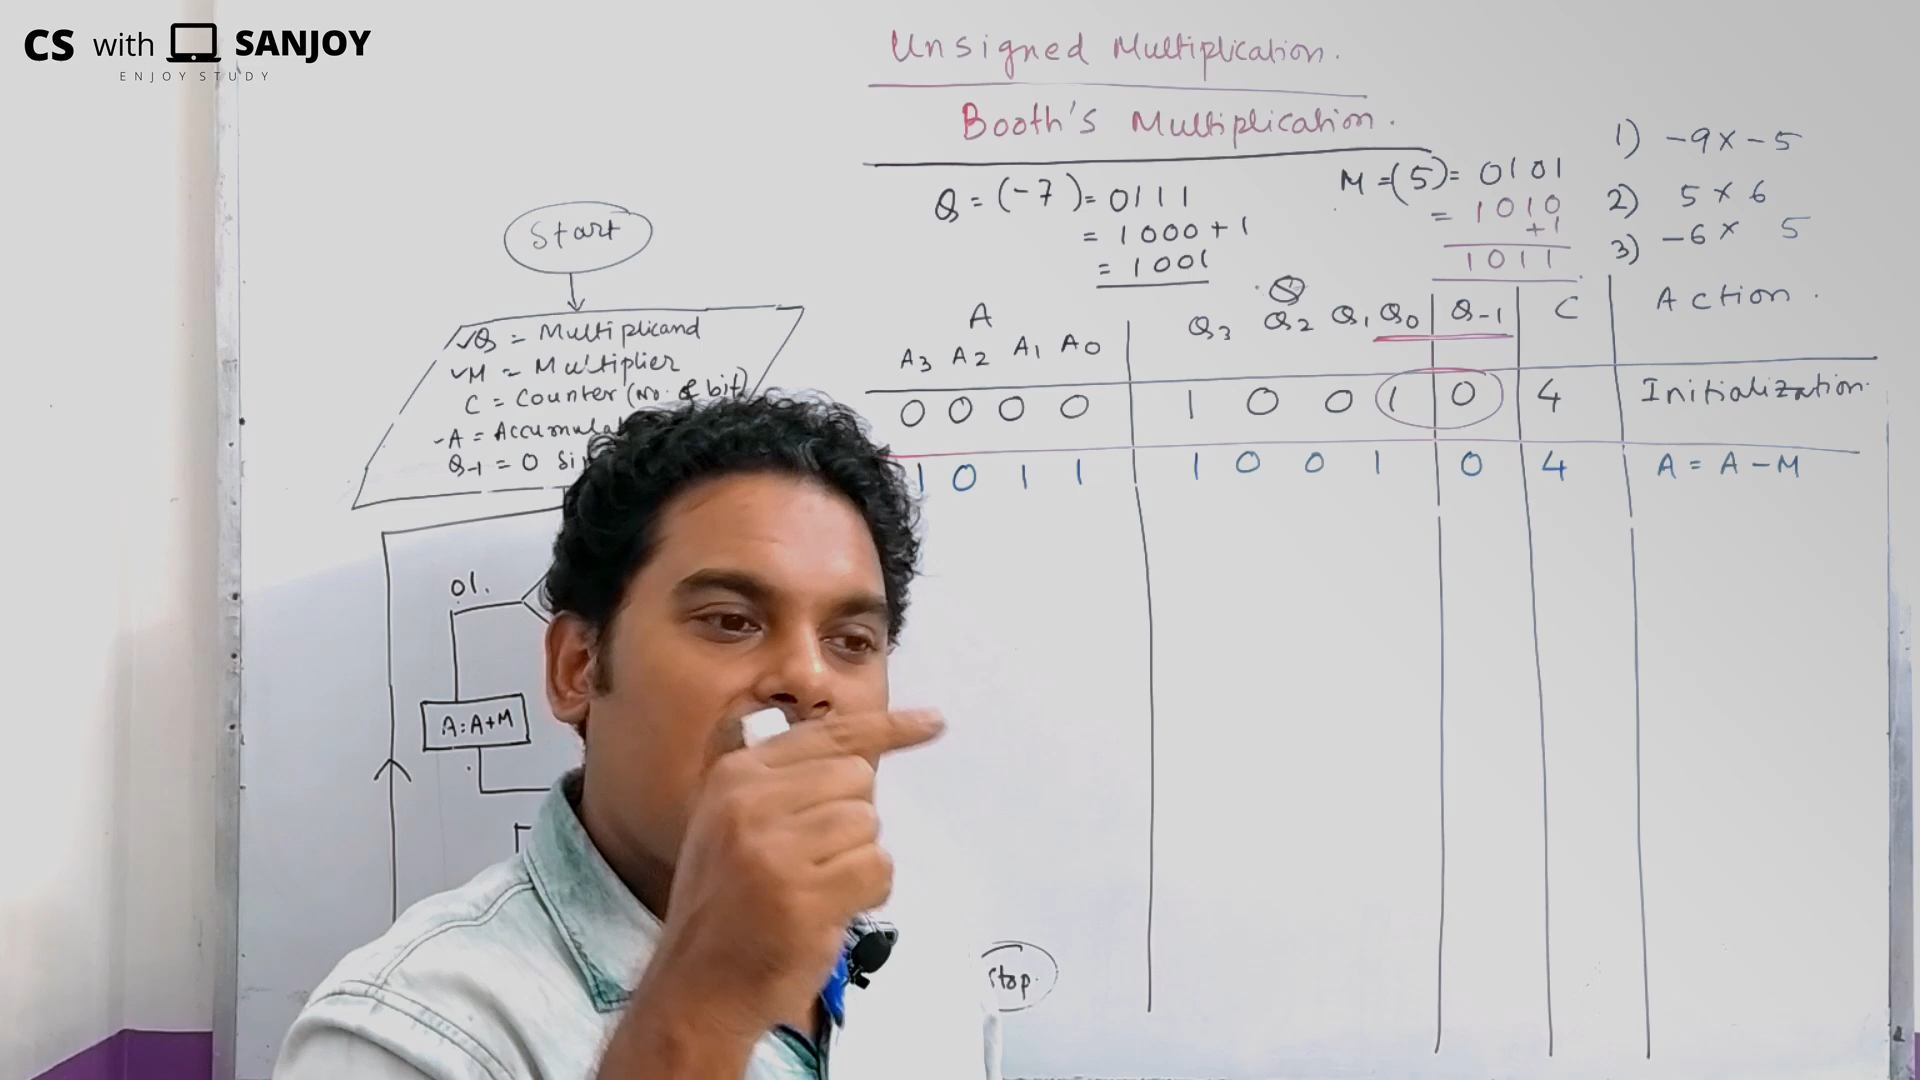 CS with SANJOY
ENJOY STUDY
Unsigned Multiplication.
Booth's Multiplication.
Q = (-7) = 0111
= 1000+1
= 1001
M = (5) = 0101
= 1010
+1
1011
1) -9 x -5
2) 5 x 6
3) -6 x 5
Start
✓Q = Multiplicand
✓M = Multiplier
C = Counter (No. of bit)
-A = 
Q-1 = 0
01.
A=A+M
Stop.
A Q
A3 A2 A1 A0 Q3 Q2 Q1 Q0 Q-1 C Action.
0 0 0 0 1 0 0 1 0 4 Initialization.
1 0 1 1 1 0 0 1 0 4 A = A - M